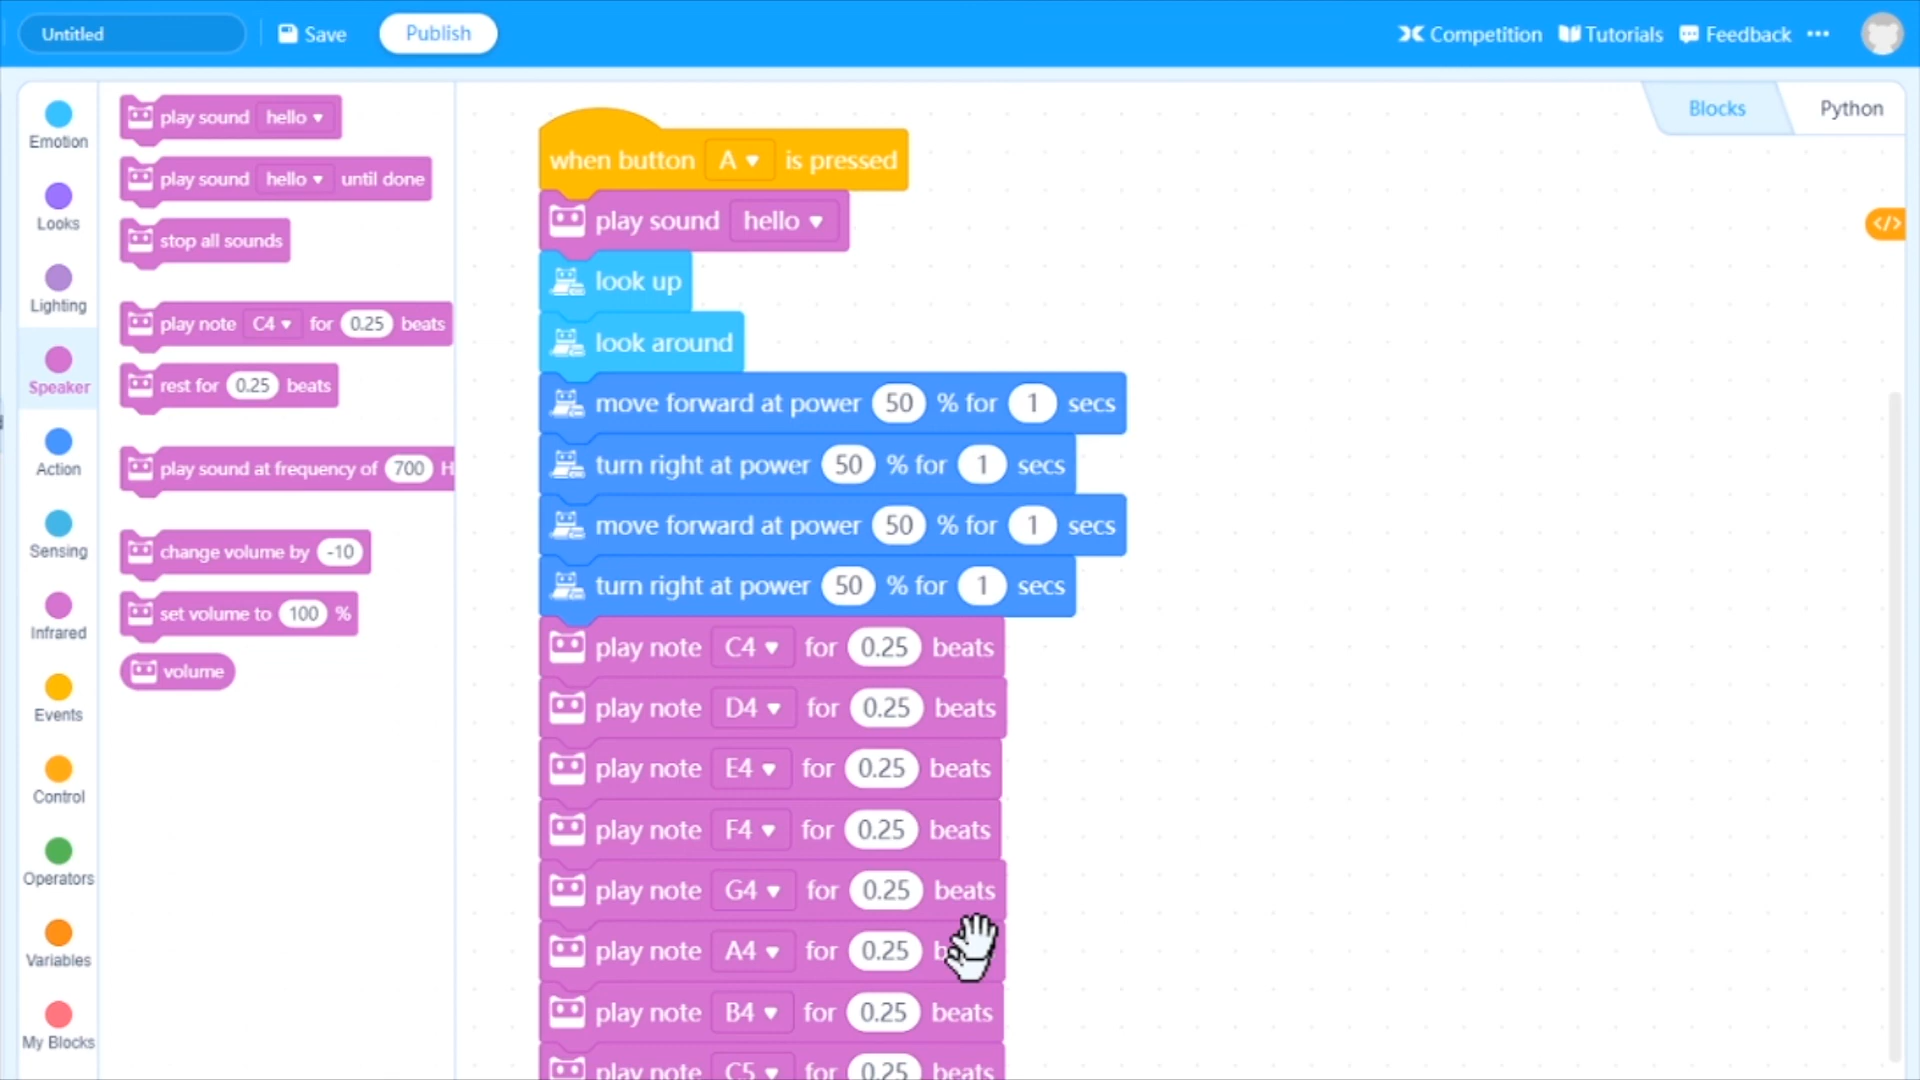 Untitled
Save
Publish
Competition
Tutorials
Feedback
Blocks
Python
Emotion
Looks
Lighting
Speaker
Action
Sensing
Infrared
Events
Control
Operators
Variables
My Blocks
play sound hello
play sound hello until done
stop all sounds
play note C4 for 0.25 beats
rest for 0.25 beats
play sound at frequency of 700 H
change volume by -10
set volume to 100 %
volume
when button A is pressed
play sound hello
look up
look around
move forward at power 50 % for 1 secs
turn right at power 50 % for 1 secs
move forward at power 50 % for 1 secs
turn right at power 50 % for 1 secs
play note C4 for 0.25 beats
play note D4 for 0.25 beats
play note E4 for 0.25 beats
play note F4 for 0.25 beats
play note G4 for 0.25 beats
play note A4 for 0.25
play note B4 for 0.25 beats
play note C5 for 0.25 beats